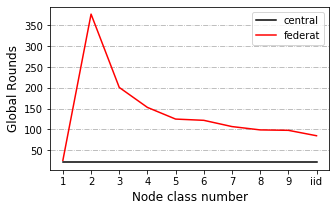 central
federat
Global Rounds
350
300
250
200
150
100
50
1 2 3 4 5 6 7 8 9 iid
Node class number